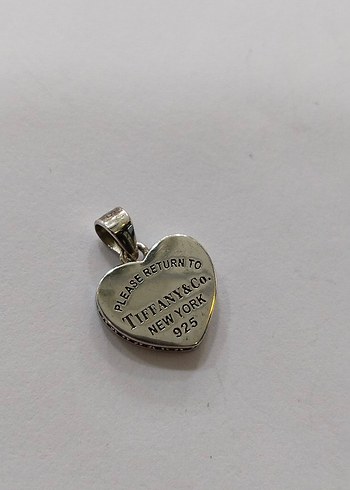 PLEASE RETURN TO
TIFFANY&Co.
NEW YORK
925